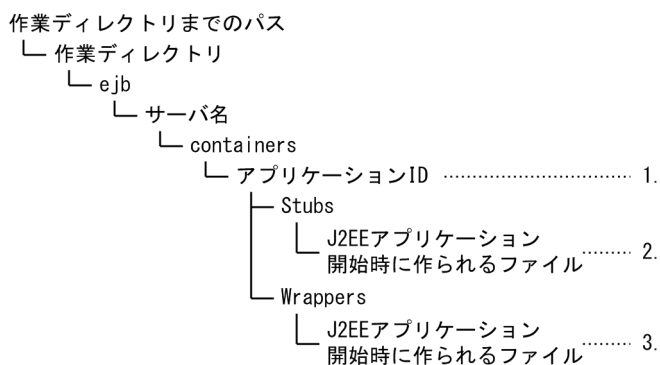 作業ディレクトリまでのパス
作業ディレクトリ
ejb
サーバ名
containers
アプリケーションID ................................ 1.
Stubs
J2EEアプリケーション
開始時に作られるファイル ......... 2.
Wrappers
J2EEアプリケーション
開始時に作られるファイル ......... 3.